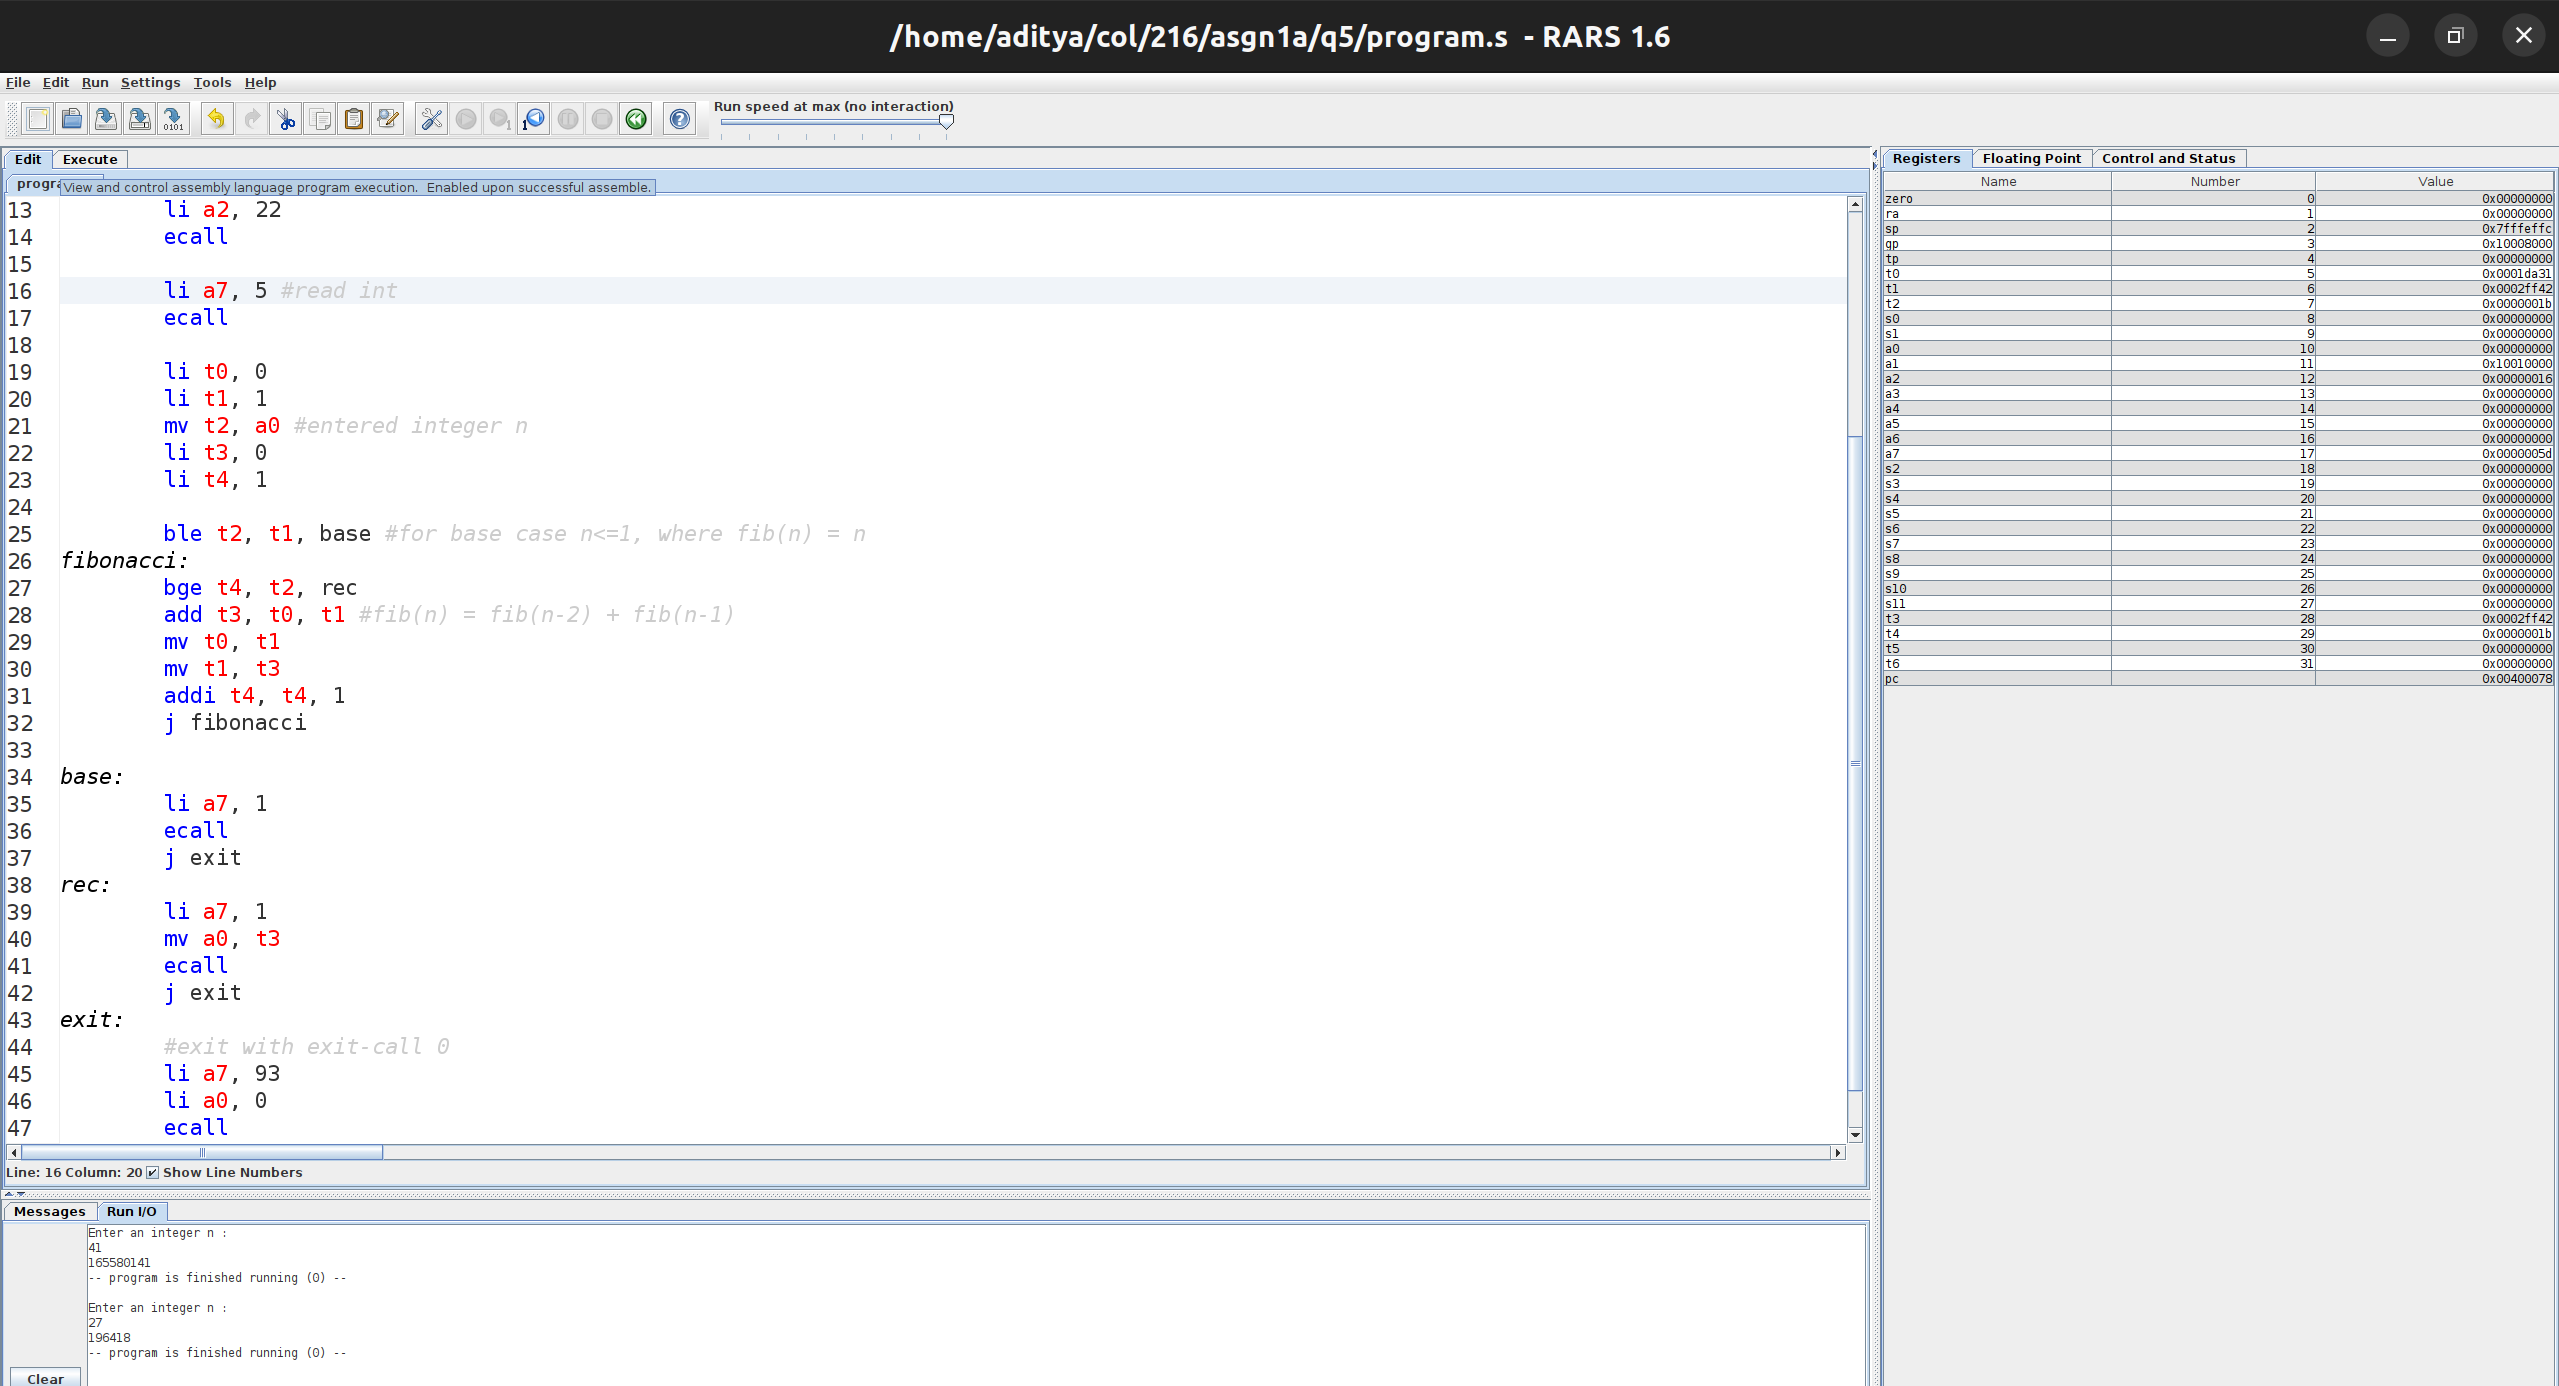 /home/aditya/col/216/asgn1a/q5/program.s - RARS 1.6
File Edit Run Settings Tools Help
Run speed at max (no interaction)
Edit Execute
View and control assembly language program execution. Enabled upon successful assemble.
13 li a2, 22
14 ecall
15
16 li a7, 5 #read int
17 ecall
18
19 li t0, 0
20 li t1, 1
21 mv t2, a0 #entered integer n
22 li t3, 0
23 li t4, 1
24
25 ble t2, t1, base #for base case n<=1, where fib(n) = n
26 fibonacci:
27 bge t4, t2, rec
28 add t3, t0, t1 #fib(n) = fib(n-2) + fib(n-1)
29 mv t0, t1
30 mv t1, t3
31 addi t4, t4, 1
32 j fibonacci
33
34 base:
35 li a7, 1
36 ecall
37 j exit
38 rec:
39 li a7, 1
40 mv a0, t3
41 ecall
42 j exit
43 exit:
44 #exit with exit-call 0
45 li a7, 93
46 li a0, 0
47 ecall
Line: 16 Column: 20 Show Line Numbers
Messages Run I/O
Enter an integer n :
41
165580141
-- program is finished running (0) --
Enter an integer n :
27
196418
-- program is finished running (0) --
Clear
Registers Floating Point Control and Status
Name Number Value
zero 0 0x00000000
ra 1 0x00000000
sp 2 0x7fffeffc
gp 3 0x10008000
tp 4 0x00000000
t0 5 0x0001da31
t1 6 0x0002ff42
t2 7 0x0000001b
s0 8 0x00000000
s1 9 0x00000000
a0 10 0x00000000
a1 11 0x10010000
a2 12 0x00000016
a3 13 0x00000000
a4 14 0x00000000
a5 15 0x00000000
a6 16 0x00000000
a7 17 0x0000005d
s2 18 0x00000000
s3 19 0x00000000
s4 20 0x00000000
s5 21 0x00000000
s6 22 0x00000000
s7 23 0x00000000
s8 24 0x00000000
s9 25 0x00000000
s10 26 0x00000000
s11 27 0x00000000
t3 28 0x0002ff42
t4 29 0x0000001b
t5 30 0x00000000
t6 31 0x00000000
pc 0x00400078